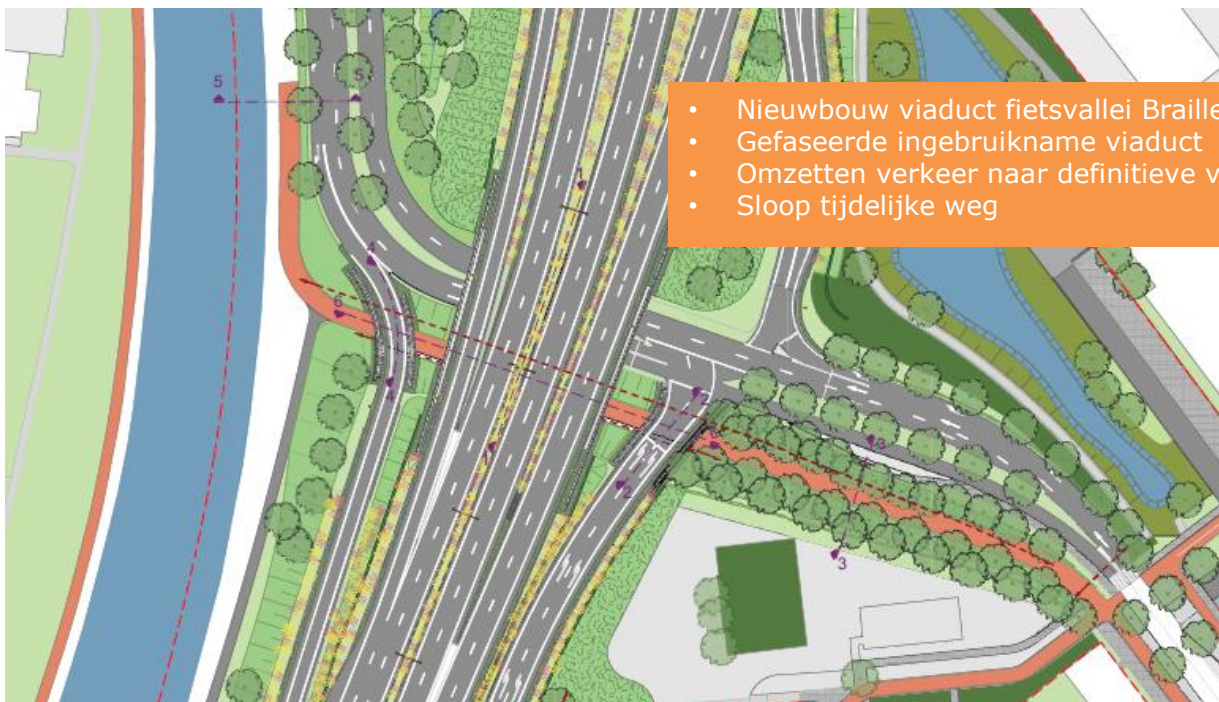 • Nieuwbouw viaduct fietsvallei Braille
• Gefaseerde ingebruikname viaduct
• Omzetten verkeer naar definitieve v
• Sloop tijdelijke weg
5
5
1
4
6
4
2
3
2
3